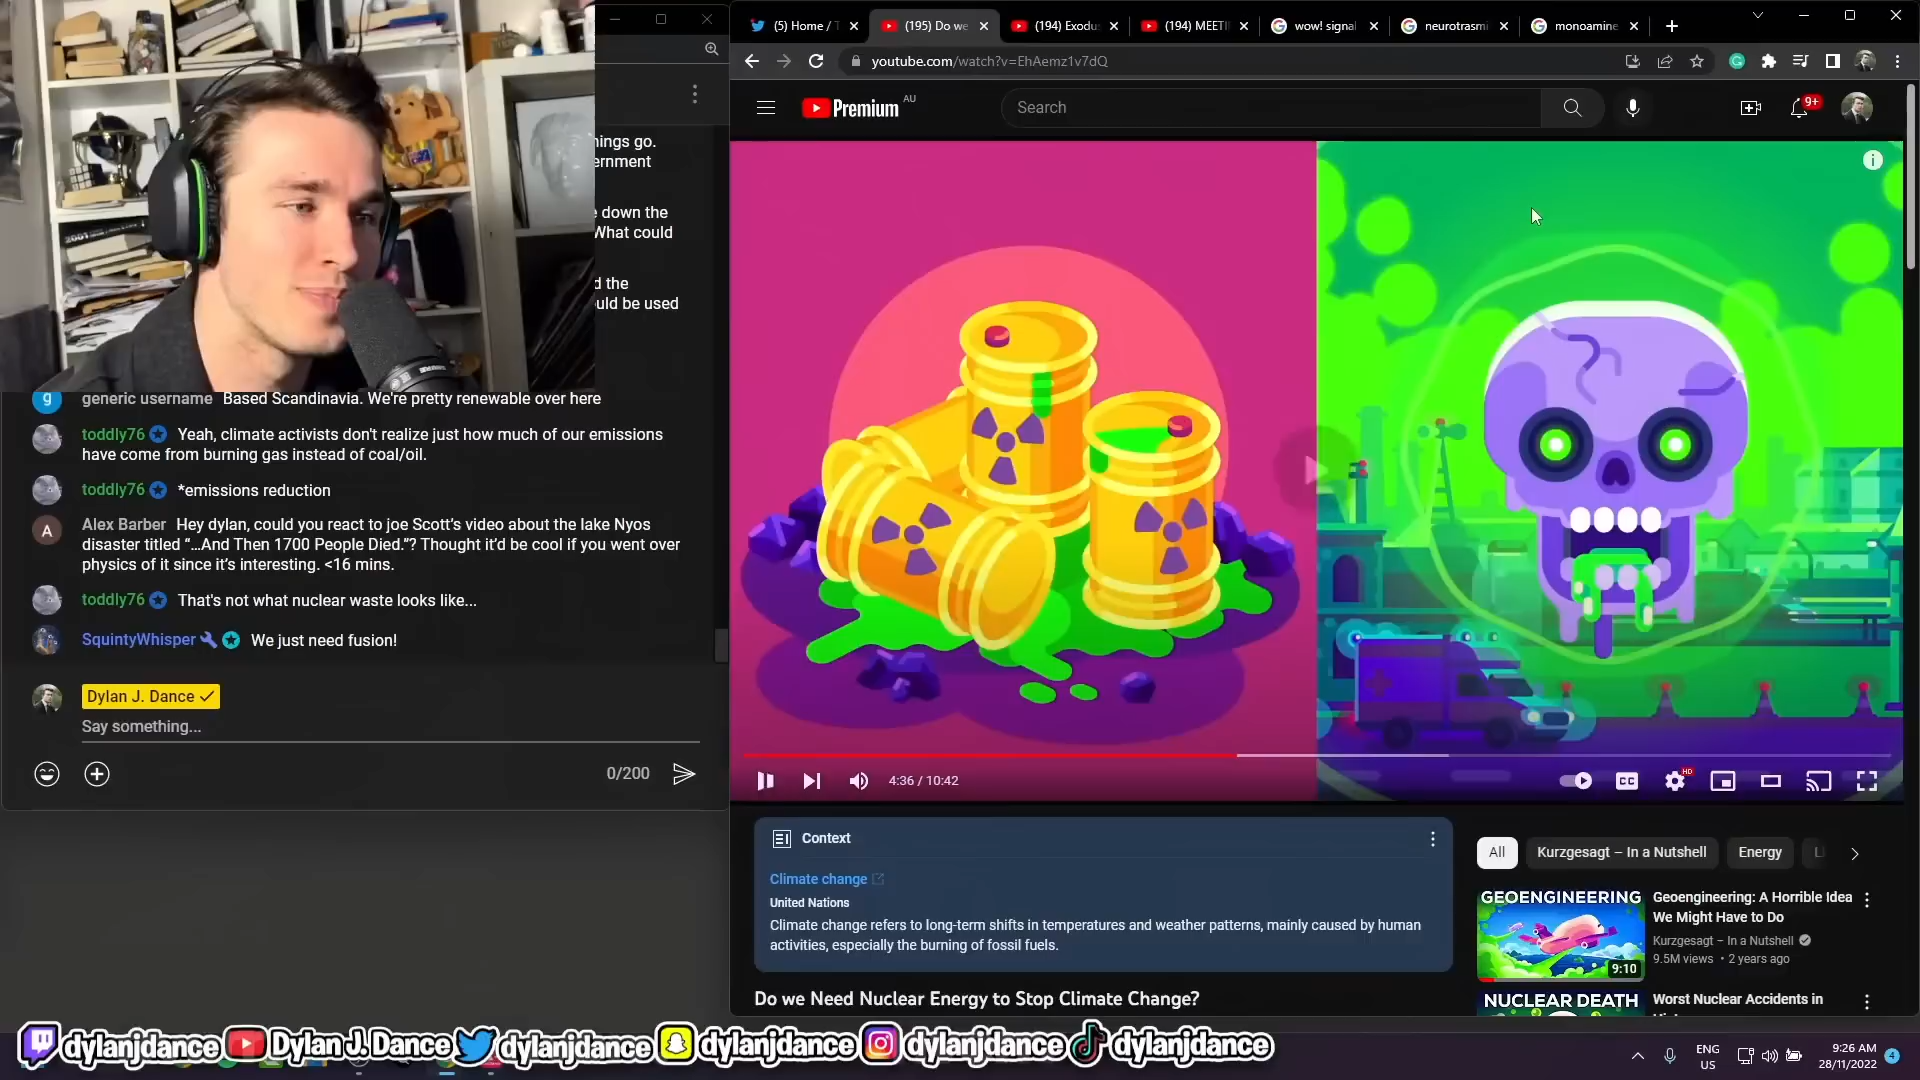 (5) Home / T
(195) Do we
(194) Exodu
(194) MEETI
wow! signal
neurotrasmi
monoamine
youtube.com/watch?v=EhAemz1v7dQ
Premium AU
Search
9+
ings go.
ernment
down the
What could
d the
uld be used
2001
generic username Based Scandinavia. We're pretty renewable over here
toddly76 Yeah, climate activists don't realize just how much of our emissions
have come from burning gas instead of coal/oil.
toddly76 *emissions reduction
A
Alex Barber Hey dylan, could you react to joe Scott's video about the lake Nyos
disaster titled “…And Then 1700 People Died.”? Thought it’d be cool if you went over
physics of it since it’s interesting. <16 mins.
toddly76 That's not what nuclear waste looks like...
SquintyWhisper We just need fusion!
Dylan J. Dance
Say something...
0/200
4:36 / 10:42
CC
HD
Context
Climate change
United Nations
Climate change refers to long-term shifts in temperatures and weather patterns, mainly caused by human
activities, especially the burning of fossil fuels.
Do we Need Nuclear Energy to Stop Climate Change?
All
Kurzgesagt – In a Nutshell
Energy
GEOENGINEERING
9:10
Geoengineering: A Horrible Idea
We Might Have to Do
Kurzgesagt – In a Nutshell
9.5M views • 2 years ago
NUCLEAR DEATH
Worst Nuclear Accidents in
dylanjdance
Dylan J. Dance
dylanjdance
dylanjdance
dylanjdance
dylanjdance
ENG
US
9:26 AM
28/11/2022
4